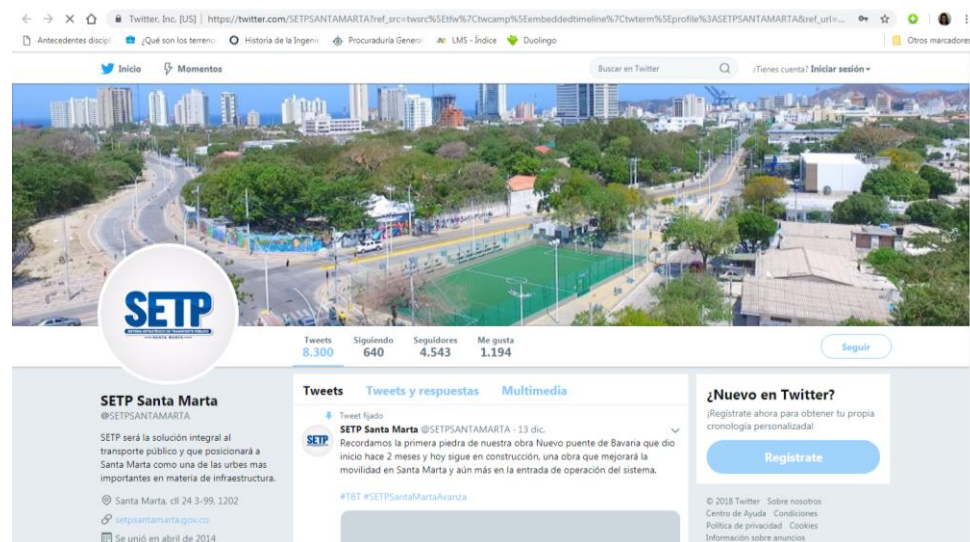 Twitter, Inc. [US] | https://twitter.com/SETPSANTAMARTA?ref_src=twsrc%5Etfw%7Ctwcamp%5Eembeddedtimeline%7Ctwterm%5Eprofile%3ASETPSANTAMARTA&ref_url=...
Antecedentes discipl ¿Qué son los terreno Historia de la Ingenie Procuraduria General LMS - Índice Duolingo Otros marcadores
Inicio Momentos Buscar en Twitter ¿Tienes cuenta? Iniciar sesión
SETP
SISTEMA ESTRATÉGICO DE TRANSPORTE PÚBLICO
SANTA MARTA
Tweets Siguiendo Seguidores Me gusta
8.300 640 4.543 1.194
Seguir
SETP Santa Marta
@SETPSANTAMARTA
SETP será la solución integral al
transporte público y que posicionará a
Santa Marta como una de las urbes mas
importantes en materia de infraestructura.
Santa Marta, cll 24 3-99, 1202
setpsantamarta.gov.co
Se unió en abril de 2014
Tweets Tweets y respuestas Multimedia
Tweet fijado
SETP
SETP Santa Marta @SETPSANTAMARTA · 13 dic.
Recordamos la primera piedra de nuestra obra Nuevo puente de Bavaria que dio
inicio hace 2 meses y hoy sigue en construcción, una obra que mejorará la
movilidad en Santa Marta y aún más en la entrada de operación del sistema.
#TBT #SETPSantaMartaAvanza
¿Nuevo en Twitter?
¡Regístrate ahora para obtener tu propia
cronología personalizada!
Regístrate
© 2018 Twitter Sobre nosotros
Centro de Ayuda Condiciones
Política de privacidad Cookies
Información sobre anuncios